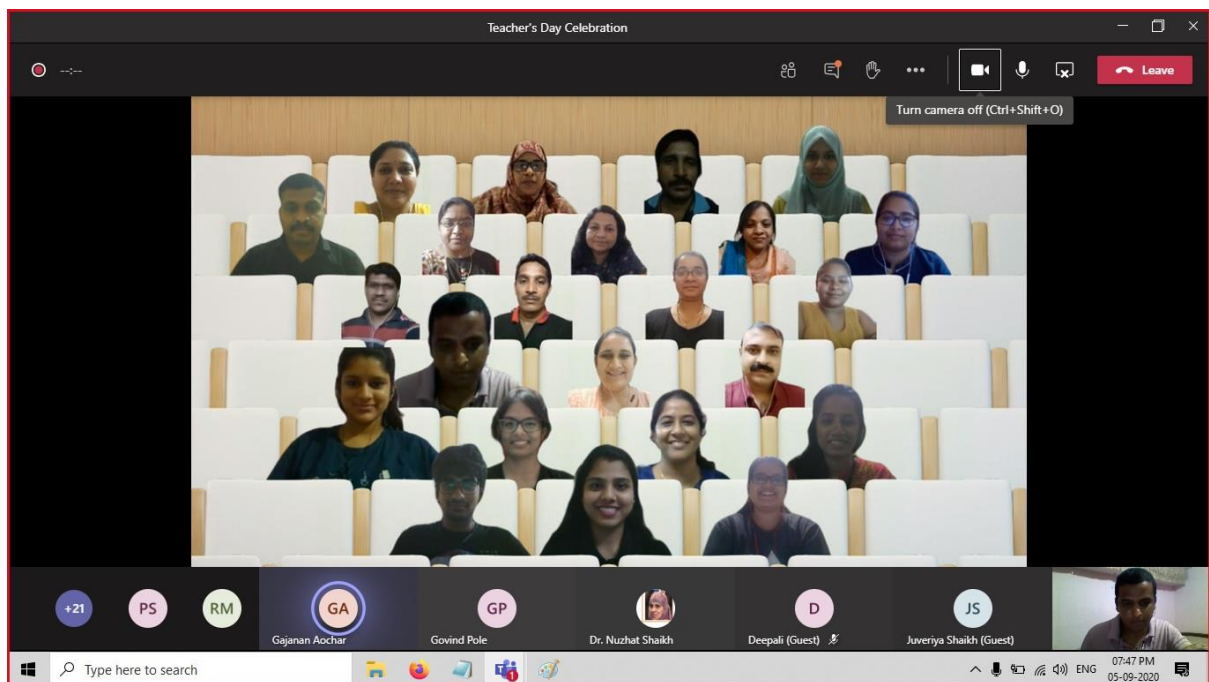 Teacher's Day Celebration
--:--
Leave
Turn camera off (Ctrl+Shift+O)
+21
PS
RM
GA
GP
D
JS
Gajanan Aochar
Govind Pole
Dr. Nuzhat Shaikh
Deepali (Guest)
Juveriya Shaikh (Guest)
Type here to search
1
ENG
07:47 PM
05-09-2020